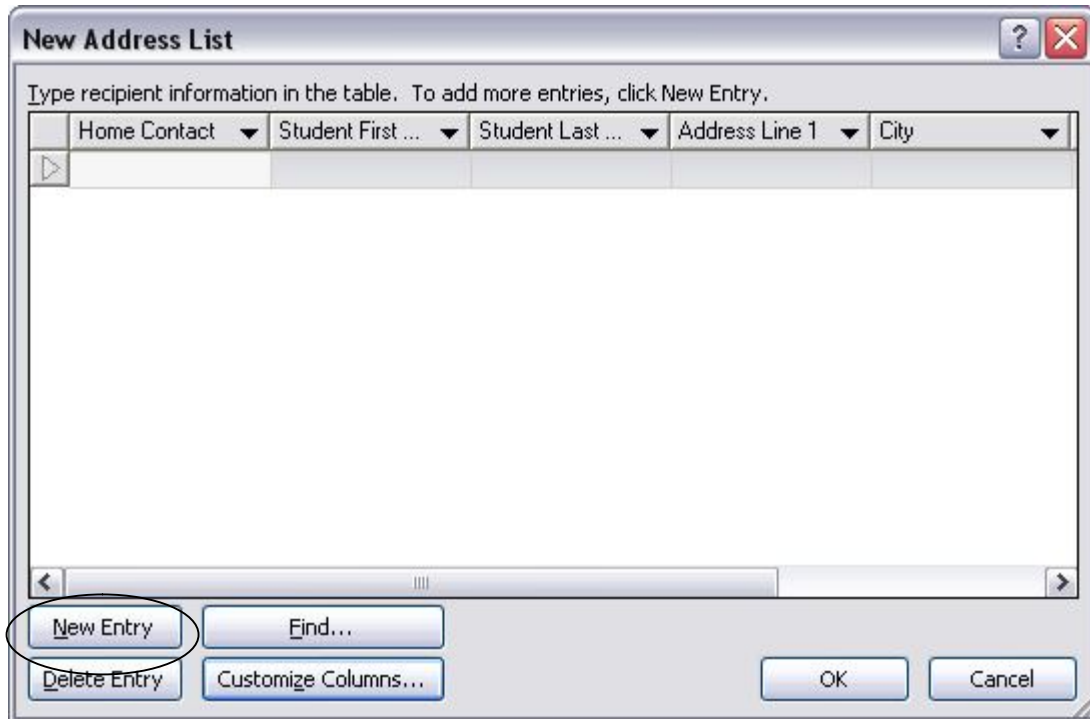 New Address List
?
Type recipient information in the table. To add more entries, click New Entry.
Home Contact Student First ... Student Last ... Address Line 1 City
New Entry Find...
Delete Entry Customize Columns... OK Cancel